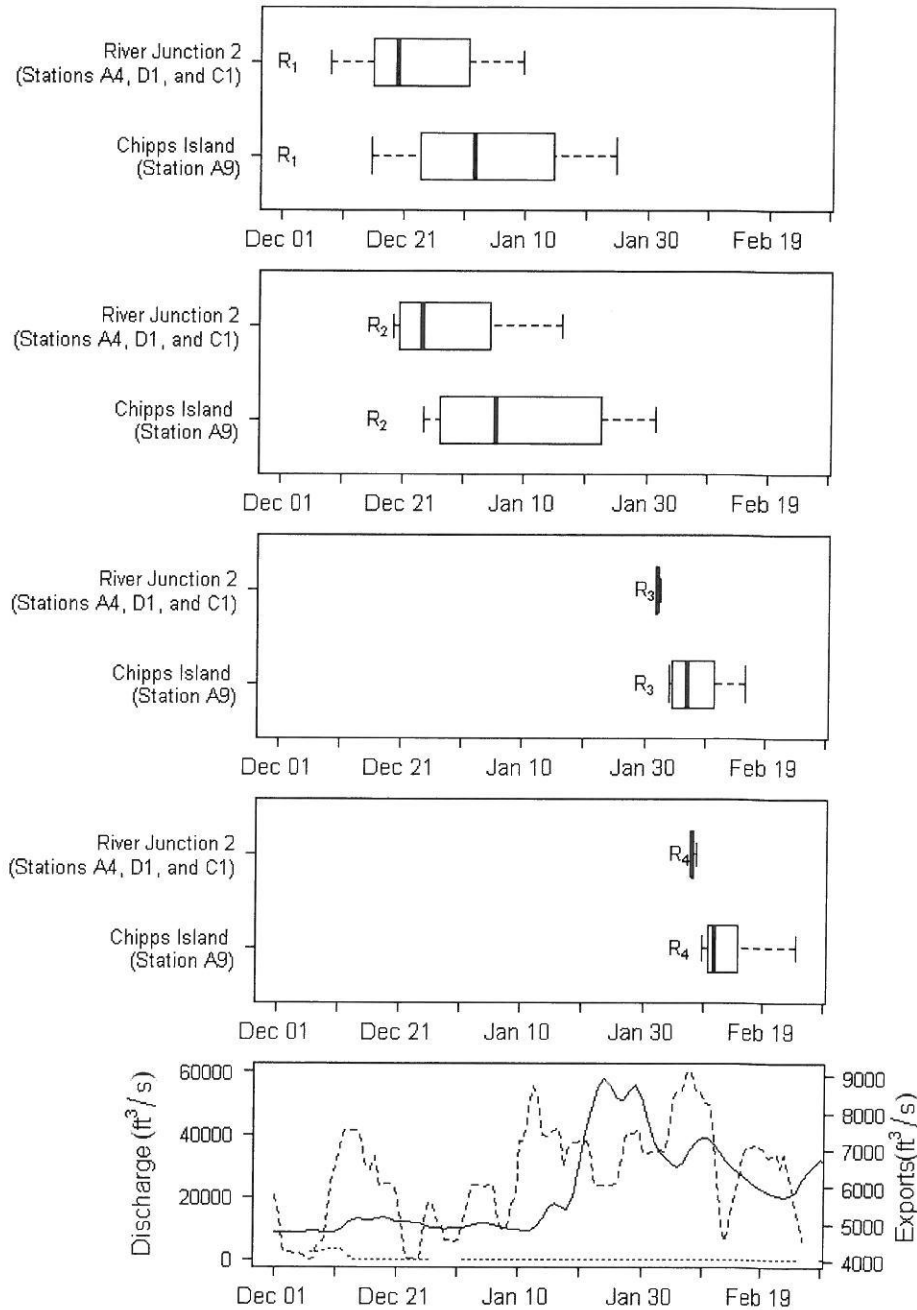 River Junction 2
(Stations A4, D1, and C1)
R1
Chipps Island
(Station A9)
R1
Dec 01 Dec 21 Jan 10 Jan 30 Feb 19
River Junction 2
(Stations A4, D1, and C1)
R2
Chipps Island
(Station A9)
R2
Dec 01 Dec 21 Jan 10 Jan 30 Feb 19
River Junction 2
(Stations A4, D1, and C1)
R3
Chipps Island
(Station A9)
R3
Dec 01 Dec 21 Jan 10 Jan 30 Feb 19
River Junction 2
(Stations A4, D1, and C1)
R4
Chipps Island
(Station A9)
R4
Dec 01 Dec 21 Jan 10 Jan 30 Feb 19
Discharge (ft³/s)
60000
40000
20000
0
9000
8000
7000
6000
5000
4000
Exports(ft³/s)
Dec 01 Dec 21 Jan 10 Jan 30 Feb 19